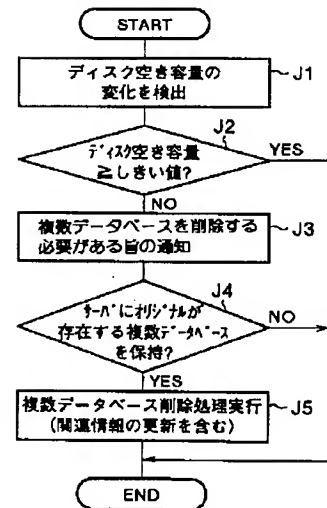 START
ディスク空き容量の
変化を検出
J1
J2
ディスク空き容量
≧しきい値?
YES
NO
複数データベースを削除する
必要がある旨の通知
J3
J4
サーバにオリジナルが
存在する複数データベース
を保持?
NO
YES
複数データベース削除処理実行
(関連情報の更新を含む)
J5
END